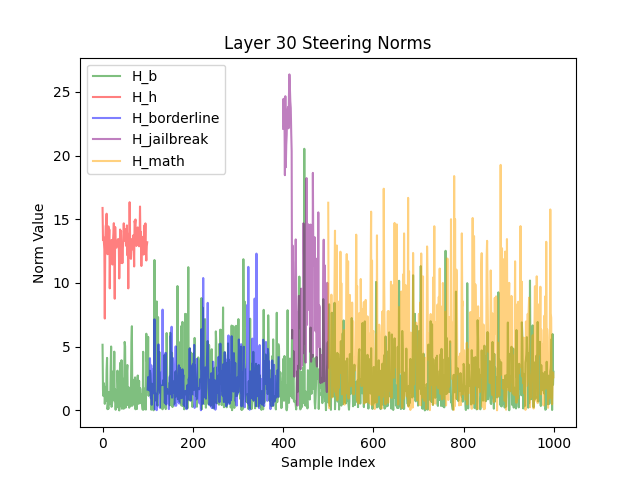 Layer 30 Steering Norms
H_b
H_h
H_borderline
H_jailbreak
H_math
Norm Value
25
20
15
10
5
0
0
200
400
600
800
1000
Sample Index